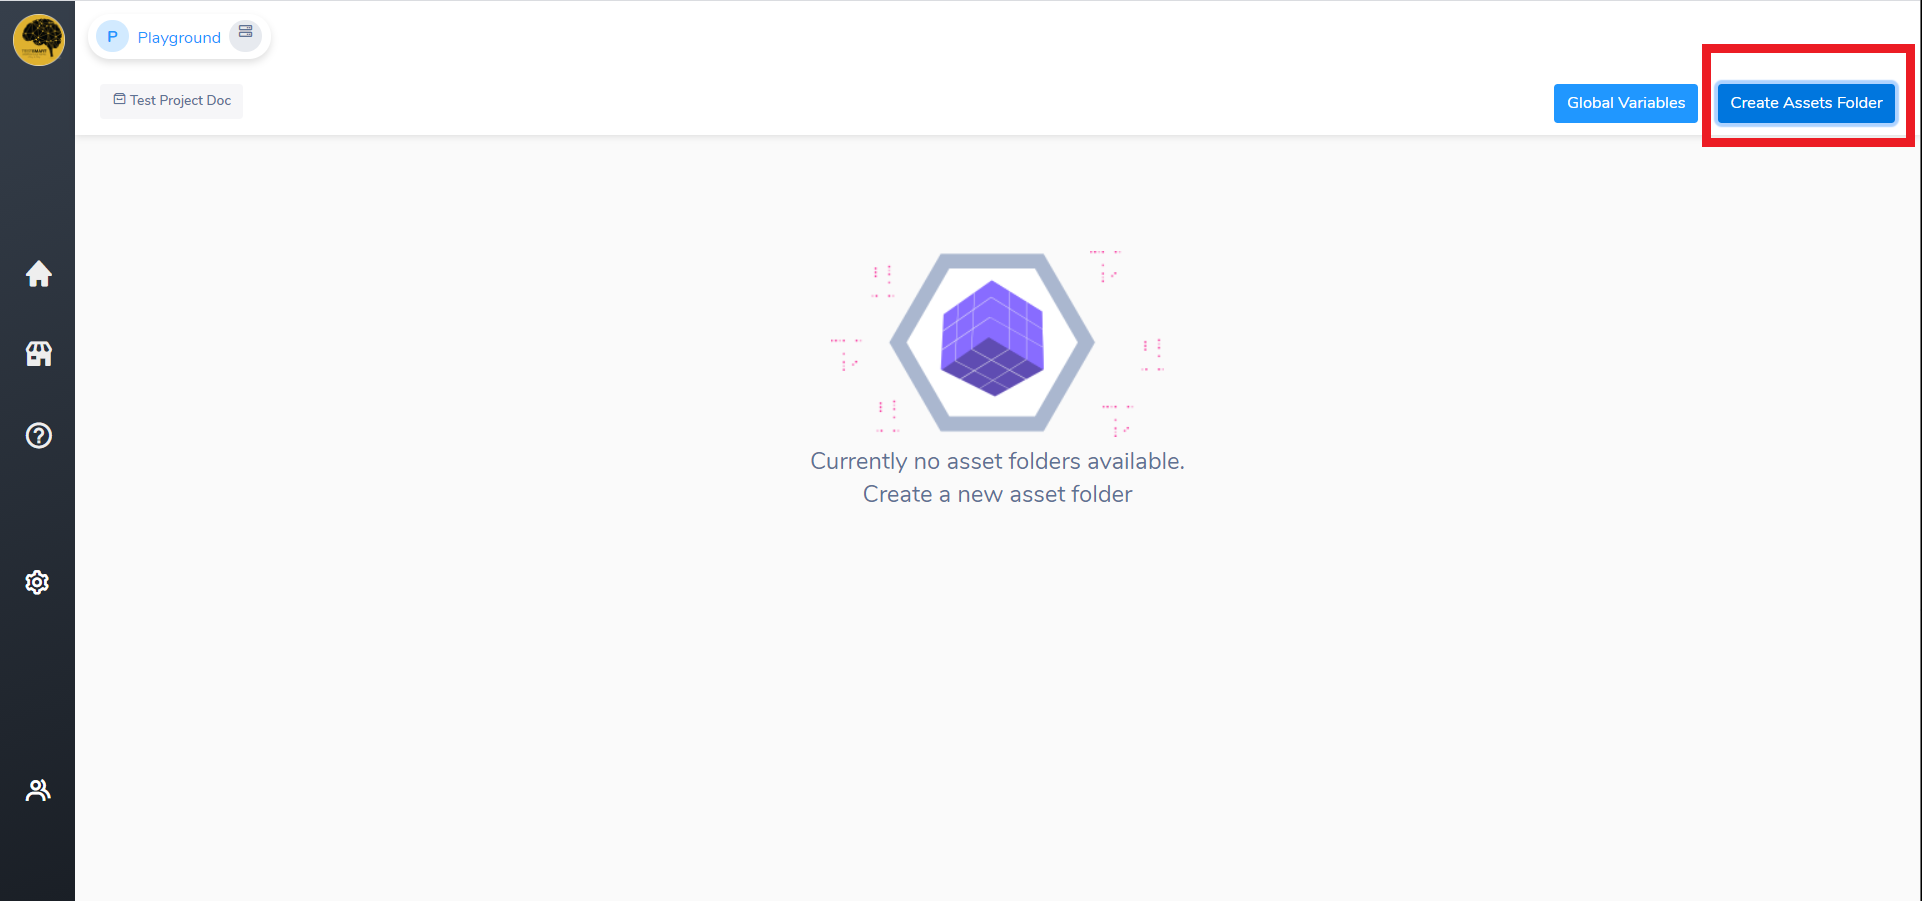 P Playground
Test Project Doc
Global Variables
Create Assets Folder
Currently no asset folders available.
Create a new asset folder